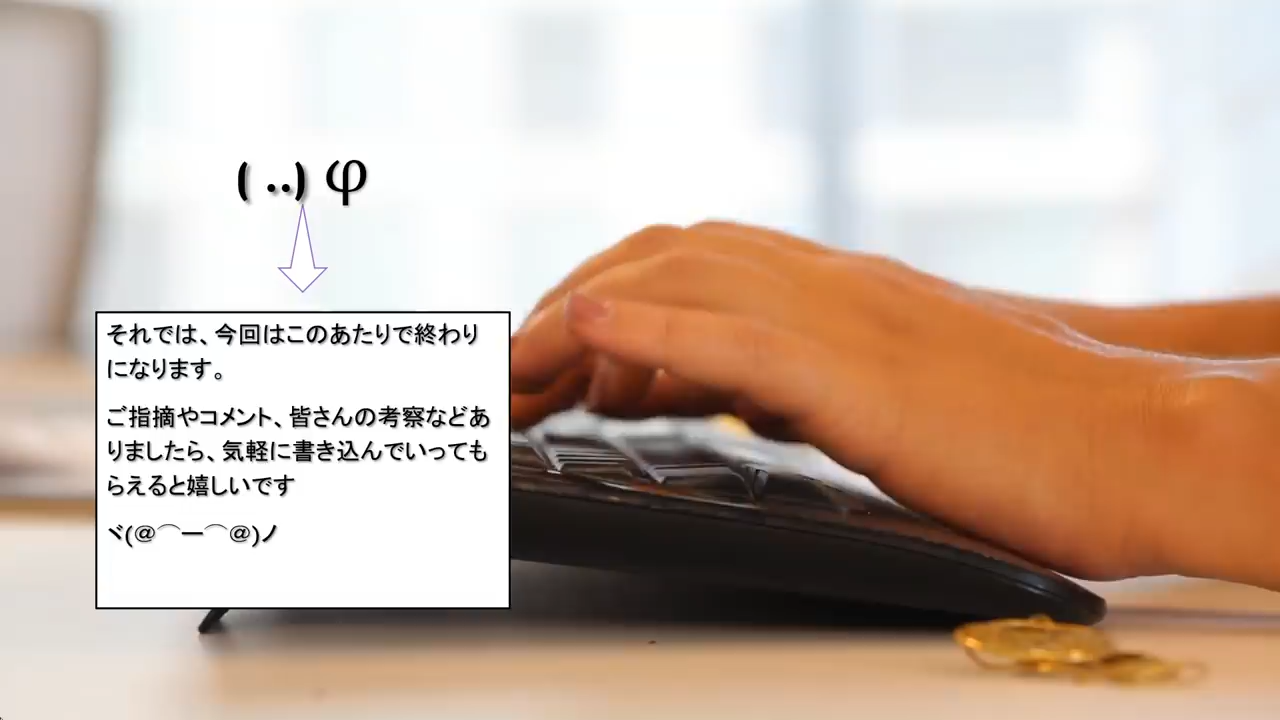 ( ..) φ
それでは、今回はこのあたりで終わり
になります。
ご指摘やコメント、皆さんの考察などあ
りましたら、気軽に書き込んでいっても
らえると嬉しいです
ヾ(＠⌒ー⌒＠)ノ